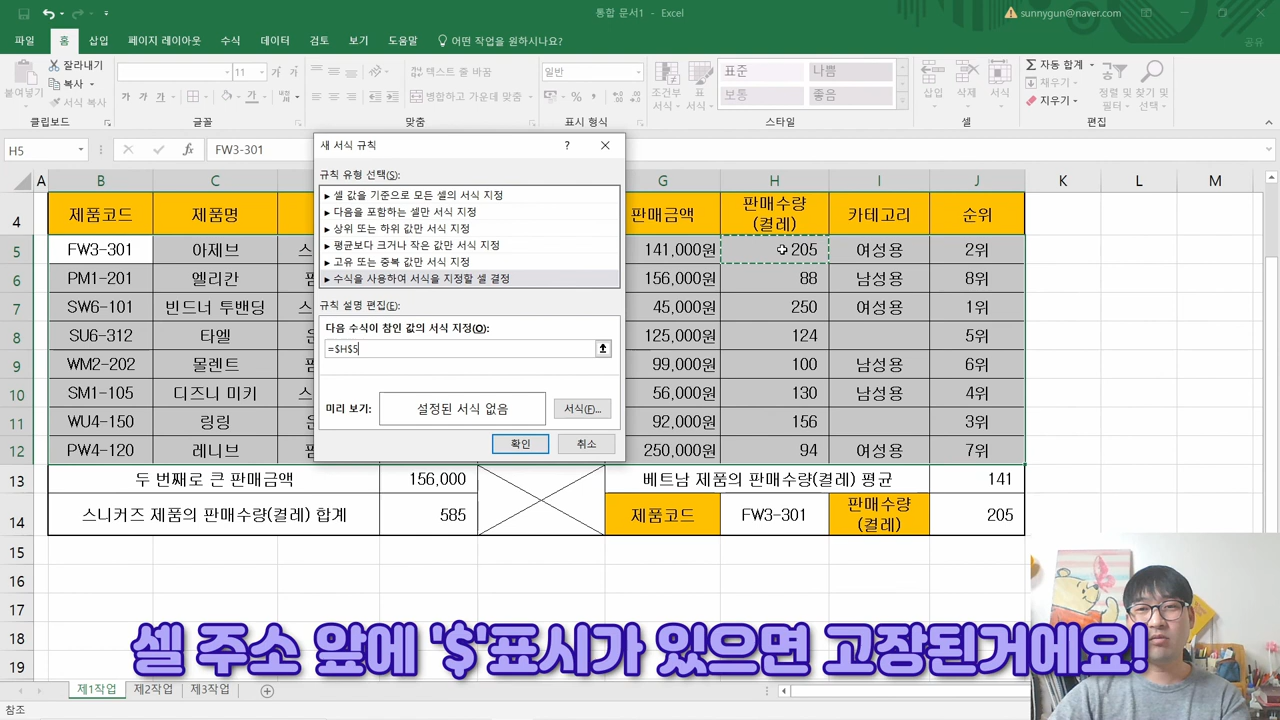 통합 문서1 - Excel
sunnygun@naver.com
파일 홈 삽입 페이지 레이아웃 수식 데이터 검토 보기 도움말 어떤 작업을 원하시나요? 공유
붙여넣기
잘라내기
복사
서식 복사
클립보드
11 가 가
가 가 가
글꼴
텍스트 줄 바꿈
병합하고 가운데 맞춤
맞춤
일반
%
표시 형식
조건부 서식
표 서식
표준 나쁨
보통 좋음
스타일
삽입 삭제 서식
셀
자동 합계
채우기
지우기
정렬 및 필터
찾기 및 선택
편집
H5 fx FW3-301
A B C G H I J K L M
4 제품코드 제품명 판매금액 판매수량(켤레) 카테고리 순위
5 FW3-301 아제브 141,000원 205 여성용 2위
6 PM1-201 엘리칸 156,000원 88 남성용 8위
7 SW6-101 빈드너 투밴딩 45,000원 250 여성용 1위
8 SU6-312 타엘 125,000원 124 5위
9 WM2-202 몰렌트 99,000원 100 남성용 6위
10 SM1-105 디즈니 미키 56,000원 130 남성용 4위
11 WU4-150 링링 92,000원 156 3위
12 PW4-120 레니브 250,000원 94 여성용 7위
13 두 번째로 큰 판매금액 156,000 베트남 제품의 판매수량(켤레) 평균 141
14 스니커즈 제품의 판매수량(켤레) 합계 585 제품코드 FW3-301 판매수량(켤레) 205
15
16
17
18
19
새 서식 규칙 ?
규칙 유형 선택(S):
► 셀 값을 기준으로 모든 셀의 서식 지정
► 다음을 포함하는 셀만 서식 지정
► 상위 또는 하위 값만 서식 지정
► 평균보다 크거나 작은 값만 서식 지정
► 고유 또는 중복 값만 서식 지정
► 수식을 사용하여 서식을 지정할 셀 결정
규칙 설명 편집(E):
다음 수식이 참인 값의 서식 지정(O):
=$H$5
미리 보기: 설정된 서식 없음 서식(F)...
확인 취소
셀 주소 앞에 '$'표시가 있으면 고장된거에요!
제1작업 제2작업 제3작업
참조